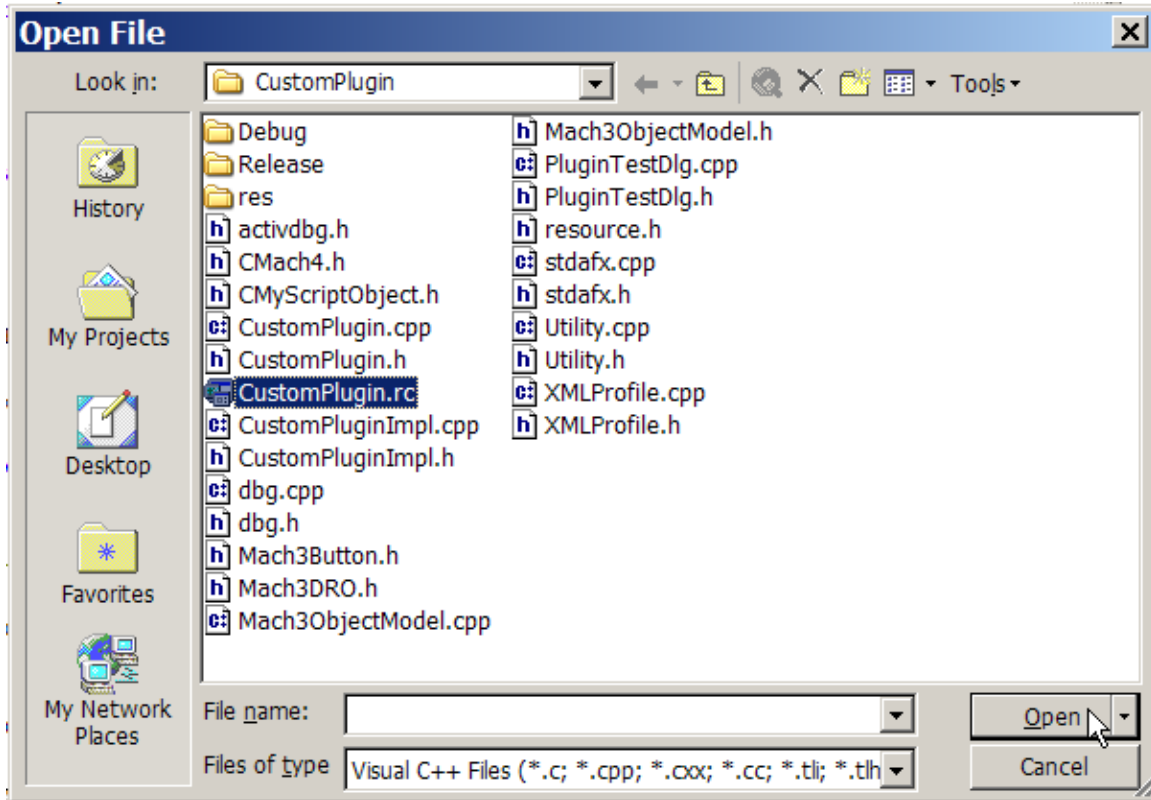 Open File
Look in:
CustomPlugin
Tools
History
My Projects
Desktop
Favorites
My Network
Places
Debug
Release
res
activdbg.h
CMach4.h
CMyScriptObject.h
CustomPlugin.cpp
CustomPlugin.h
CustomPlugin.rc
CustomPluginImpl.cpp
CustomPluginImpl.h
dbg.cpp
dbg.h
Mach3Button.h
Mach3DRO.h
Mach3ObjectModel.cpp
Mach3ObjectModel.h
PluginTestDlg.cpp
PluginTestDlg.h
resource.h
stdafx.cpp
stdafx.h
Utility.cpp
Utility.h
XMLProfile.cpp
XMLProfile.h
File name:
Open
Files of type
Visual C++ Files (*.c; *.cpp; *.cxx; *.cc; *.tli; *.tlh
Cancel